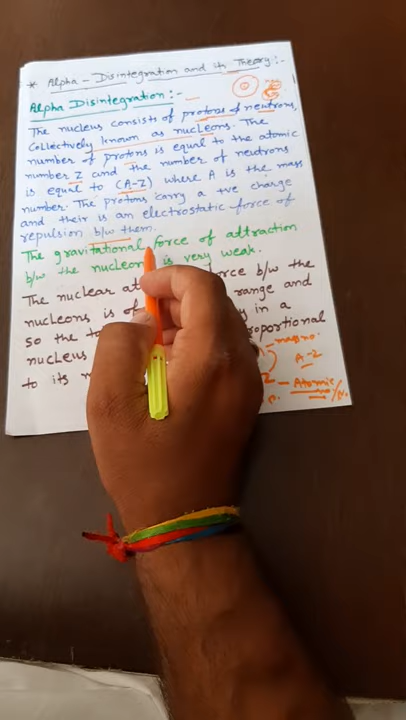 * Alpha - Disintegration and its Theory:-
Alpha Disintegration:-
The nucleus consists of protons & neutrons,
Collectively known as nucleons. The
number of protons is equal to the atomic
number Z and the number of neutrons
is equal to (A-Z) where A is the mass
number. The protons carry a +ve charge
and their is an electrostatic force of
repulsion b/w them.
The gravitational force of attraction
b/w the nucleons is very weak.
The nuclear force b/w the
nucleons is of range and
so the in a
nucleus
to its
mass no.
A-Z
Atomic